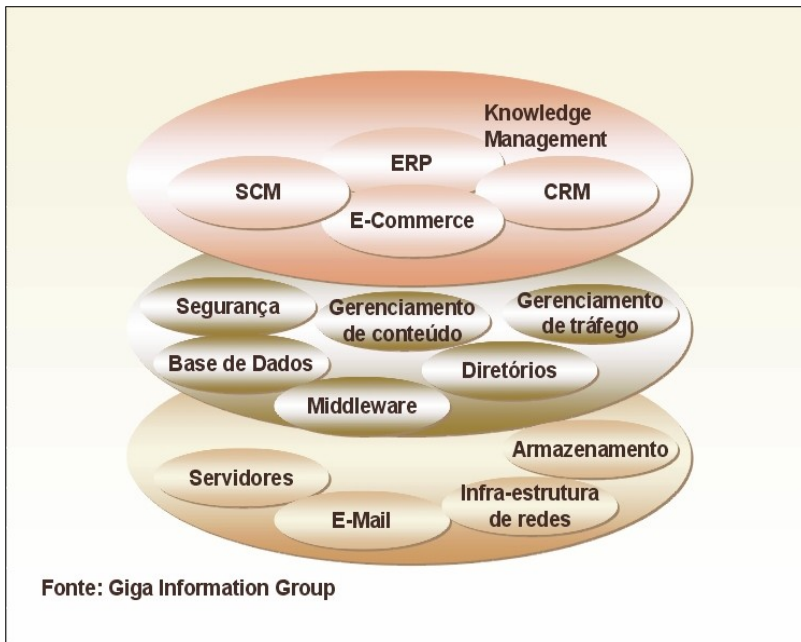 Knowledge
Management
ERP
SCM
CRM
E-Commerce
Segurança
Gerenciamento
de conteúdo
Gerenciamento
de tráfego
Base de Dados
Diretórios
Middleware
Armazenamento
Servidores
Infra-estrutura
de redes
E-Mail
Fonte: Giga Information Group